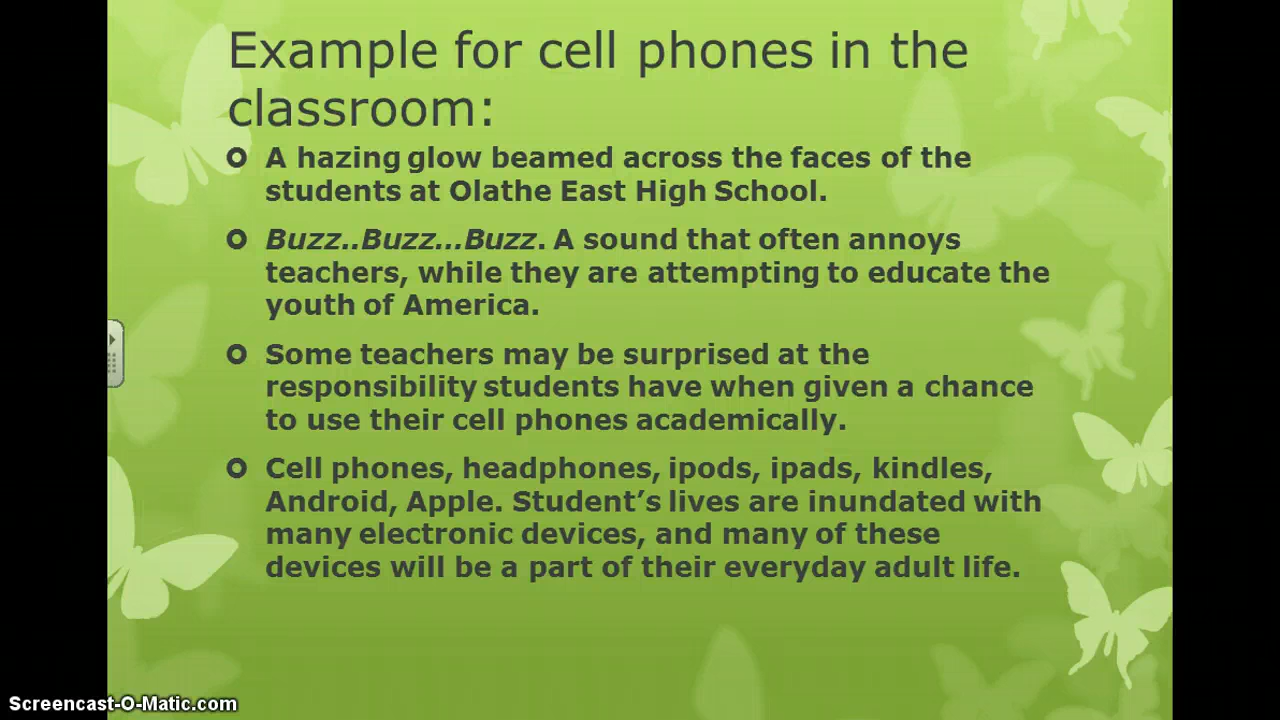 Example for cell phones in the
classroom:
A hazing glow beamed across the faces of the
students at Olathe East High School.
Buzz..Buzz...Buzz. A sound that often annoys
teachers, while they are attempting to educate the
youth of America.
Some teachers may be surprised at the
responsibility students have when given a chance
to use their cell phones academically.
Cell phones, headphones, ipods, ipads, kindles,
Android, Apple. Student’s lives are inundated with
many electronic devices, and many of these
devices will be a part of their everyday adult life.
Screencast-O-Matic.com